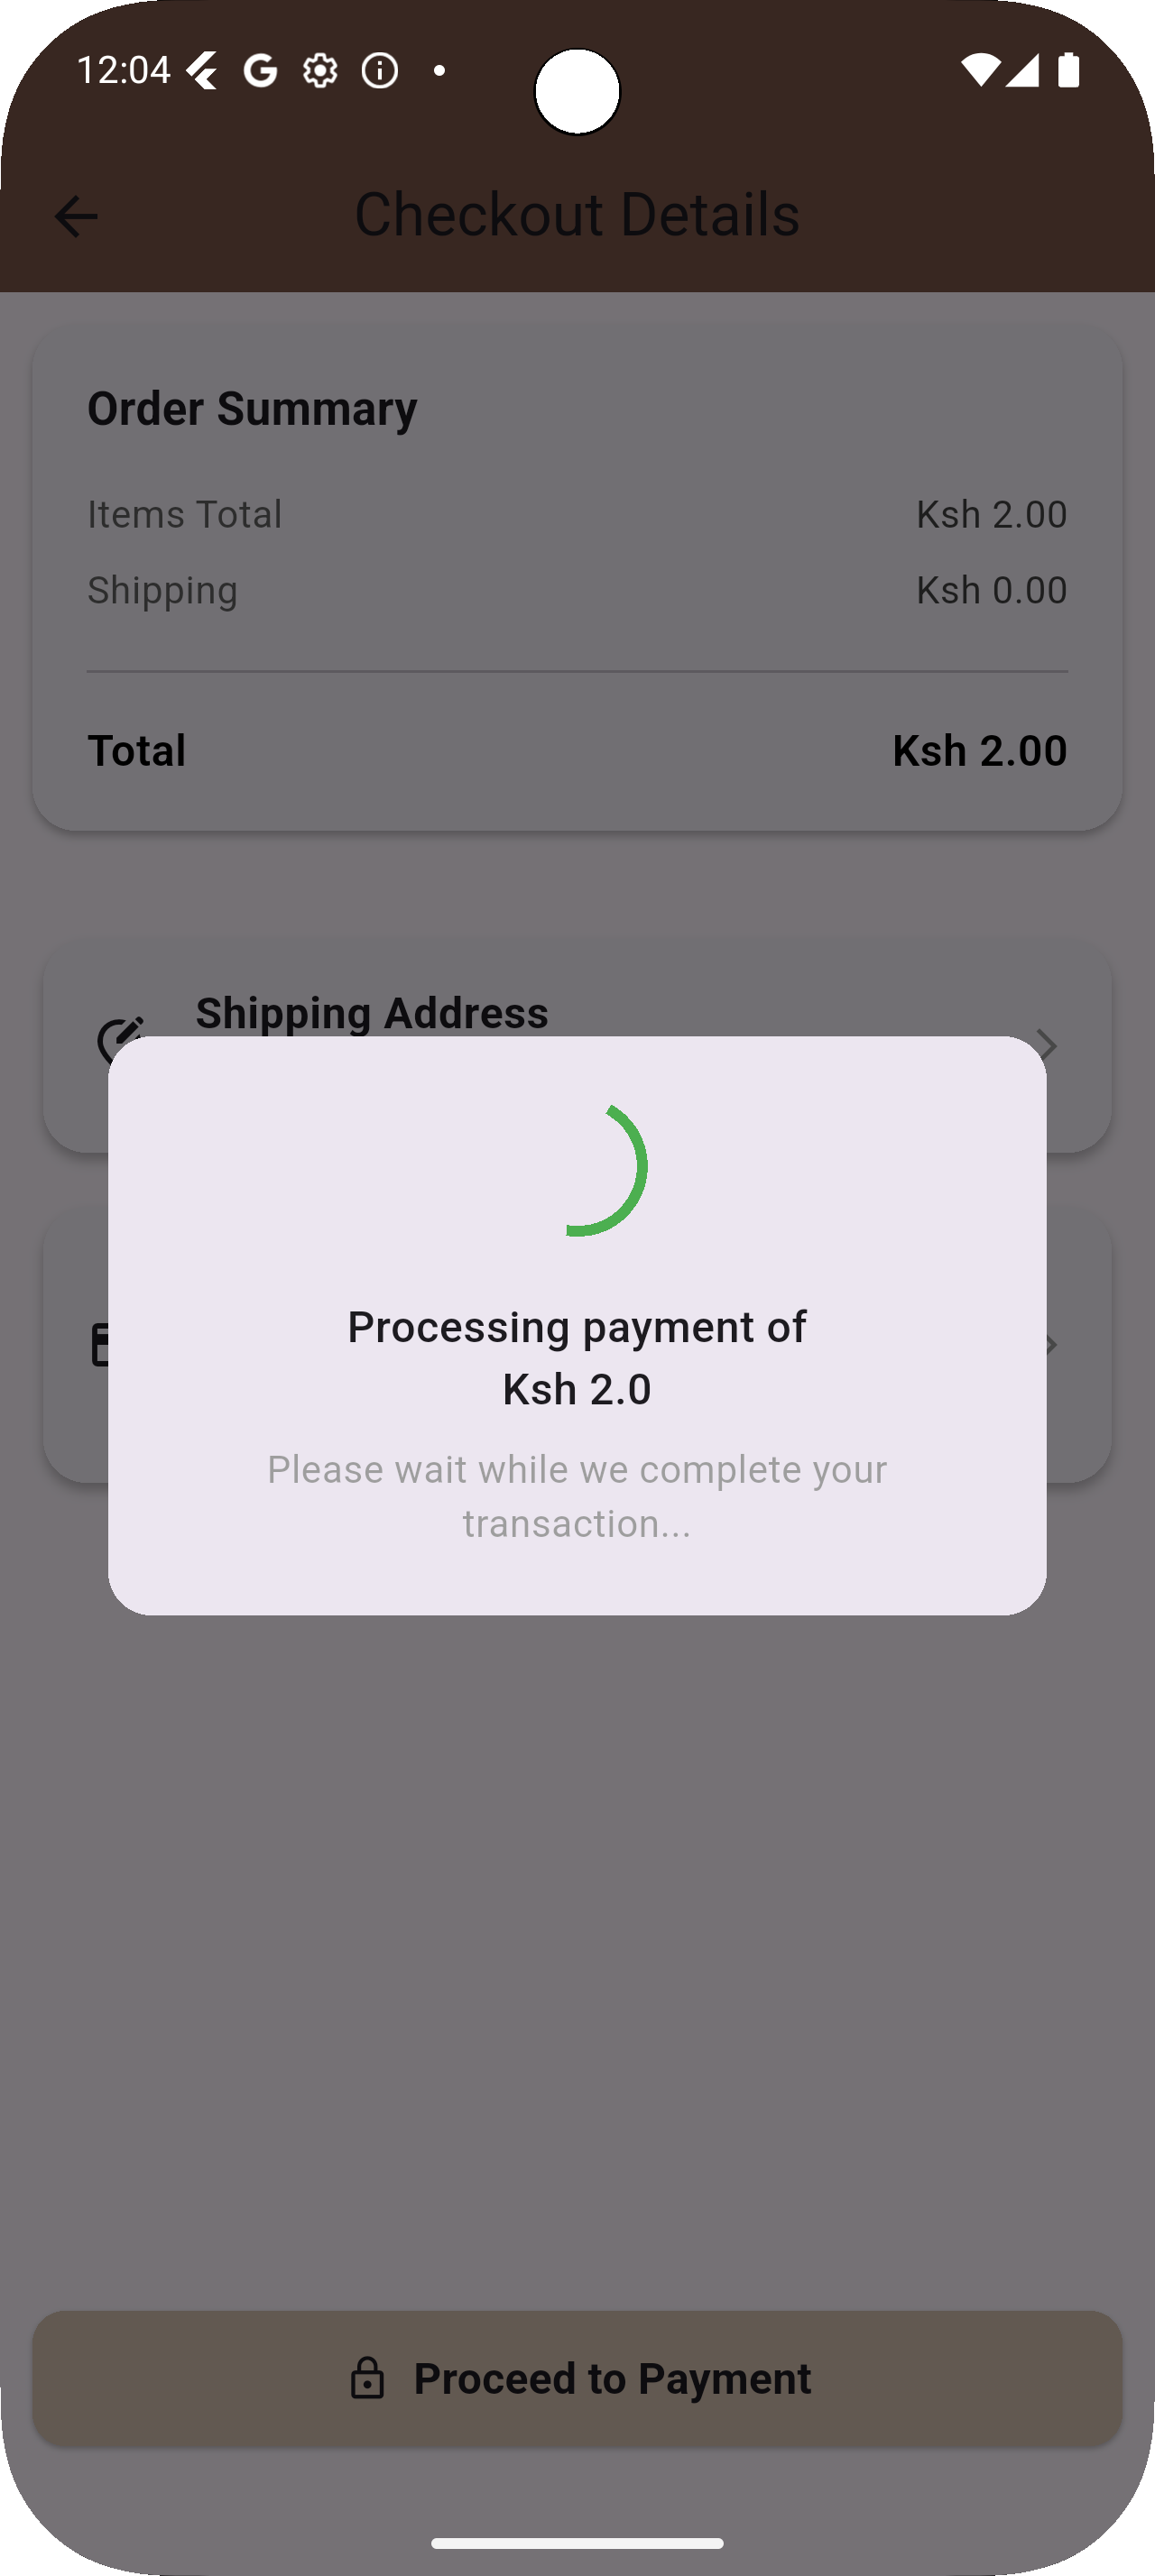 12:04
Checkout Details
Order Summary
Items Total Ksh 2.00
Shipping Ksh 0.00
Total Ksh 2.00
Shipping Address
Processing payment of
Ksh 2.0
Please wait while we complete your
transaction...
Proceed to Payment